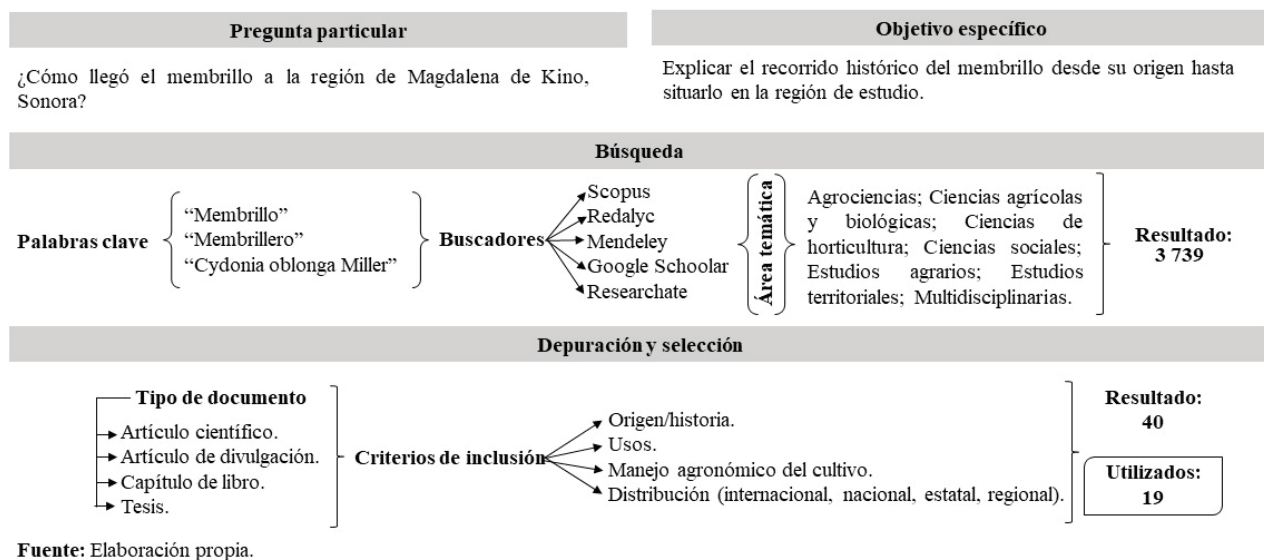 Pregunta particular
¿Cómo llegó el membrillo a la región de Magdalena de Kino,
Sonora?
Objetivo específico
Explicar el recorrido histórico del membrillo desde su origen hasta
situarlo en la región de estudio.
Búsqueda
Palabras clave
“Membrillo”
“Membrillero”
“Cydonia oblonga Miller”
Buscadores
Scopus
Redalyc
Mendeley
Google Schoolar
Researchate
Área temática
Agrociencias; Ciencias agrícolas
y biológicas; Ciencias de
horticultura; Ciencias sociales;
Estudios agrarios; Estudios
territoriales; Multidisciplinarias.
Resultado:
3 739
Depuración y selección
Tipo de documento
Artículo científico.
Artículo de divulgación.
Capítulo de libro.
Tesis.
Criterios de inclusión
Origen/historia.
Usos.
Manejo agronómico del cultivo.
Distribución (internacional, nacional, estatal, regional).
Resultado:
40
Utilizados:
19
Fuente: Elaboración propia.